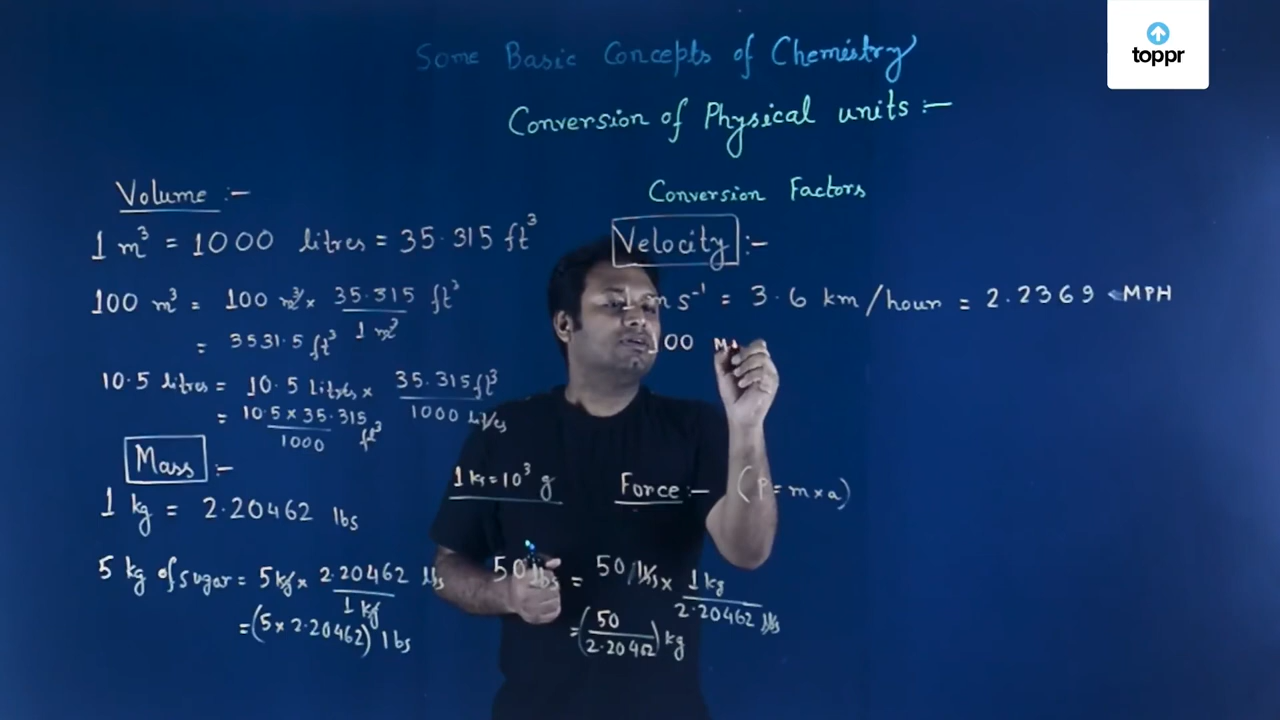 toppr
Some Basic Concepts of Chemistry
Conversion of Physical units :-
Conversion Factors
Volume :-
1 m³ = 1000 litres = 35.315 ft³
100 m³ = 100 m³ × 35.315 ft³
1 m³
= 3531.5 ft³
10.5 litres = 10.5 litres × 35.315 ft³
1000 litres
= 10.5 × 35.315
1000 ft³
Mass :-
1 kg = 2.20462 lbs
1 kg = 10³ g
5 kg of sugar = 5 kg × 2.20462 lbs
1 kg
= (5 × 2.20462) lbs
50 lbs = 50 lbs × 1 kg
2.20462 lbs
= (50
2.20462) kg
Velocity :-
1 m s⁻¹ = 3.6 km/hour = 2.2369 MPH
100
Force :- (F = m × a)